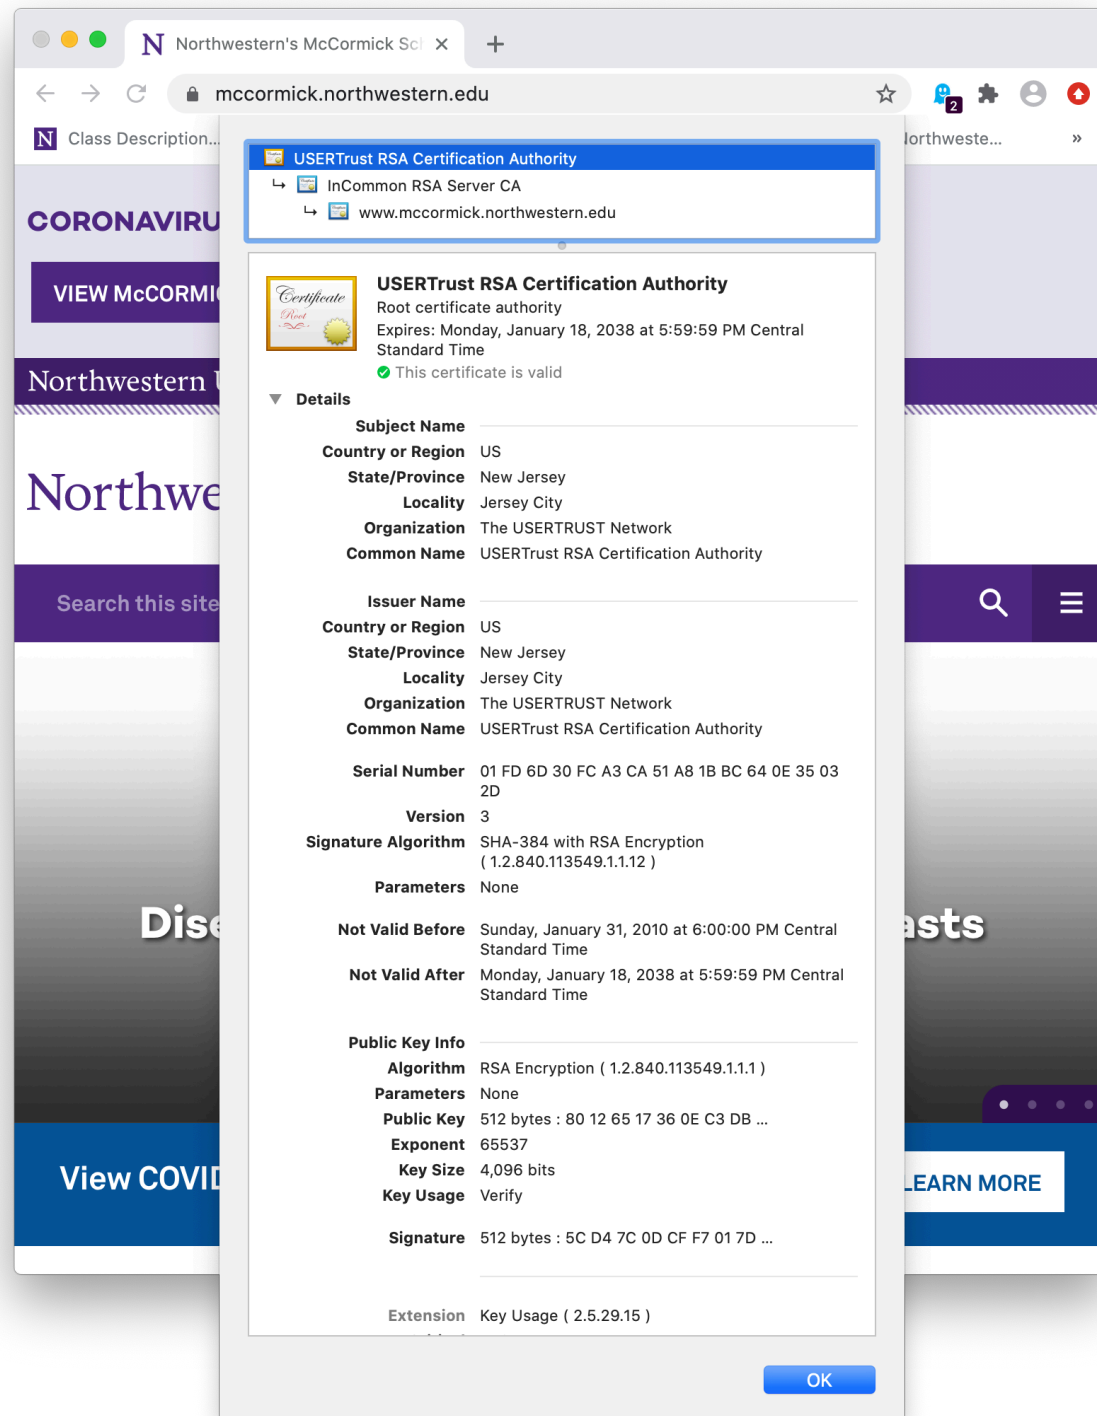 N Northwestern's McCormick Sc
mccormick.northwestern.edu
2
N Class Description...
Northweste... »
USERTrust RSA Certification Authority
InCommon RSA Server CA
www.mccormick.northwestern.edu
CORONAVIRU
VIEW McCORMI
Northwestern
Northwe
Search this site
Dise
asts
View COVID
LEARN MORE
Certificate
Root
USERTrust RSA Certification Authority
Root certificate authority
Expires: Monday, January 18, 2038 at 5:59:59 PM Central
Standard Time
This certificate is valid
Details
Subject Name
Country or Region US
State/Province New Jersey
Locality Jersey City
Organization The USERTRUST Network
Common Name USERTrust RSA Certification Authority
Issuer Name
Country or Region US
State/Province New Jersey
Locality Jersey City
Organization The USERTRUST Network
Common Name USERTrust RSA Certification Authority
Serial Number 01 FD 6D 30 FC A3 CA 51 A8 1B BC 64 0E 35 03
2D
Version 3
Signature Algorithm SHA-384 with RSA Encryption
( 1.2.840.113549.1.1.12 )
Parameters None
Not Valid Before Sunday, January 31, 2010 at 6:00:00 PM Central
Standard Time
Not Valid After Monday, January 18, 2038 at 5:59:59 PM Central
Standard Time
Public Key Info
Algorithm RSA Encryption ( 1.2.840.113549.1.1.1 )
Parameters None
Public Key 512 bytes : 80 12 65 17 36 0E C3 DB ...
Exponent 65537
Key Size 4,096 bits
Key Usage Verify
Signature 512 bytes : 5C D4 7C 0D CF F7 01 7D ...
Extension Key Usage ( 2.5.29.15 )
OK